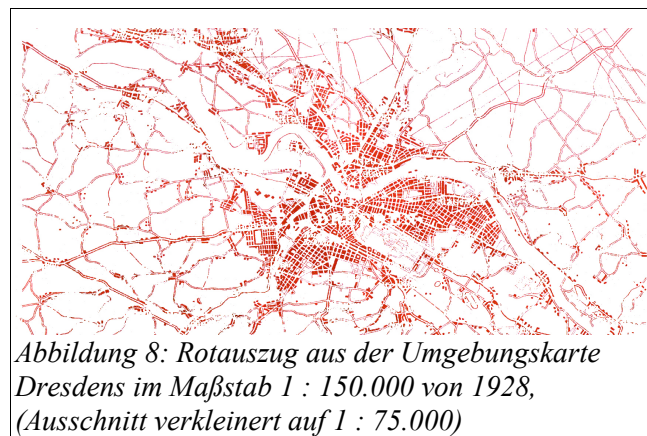 Abbildung 8: Rotauszug aus der Umgebungskarte
Dresdens im Maßstab 1 : 150.000 von 1928,
(Ausschnitt verkleinert auf 1 : 75.000)